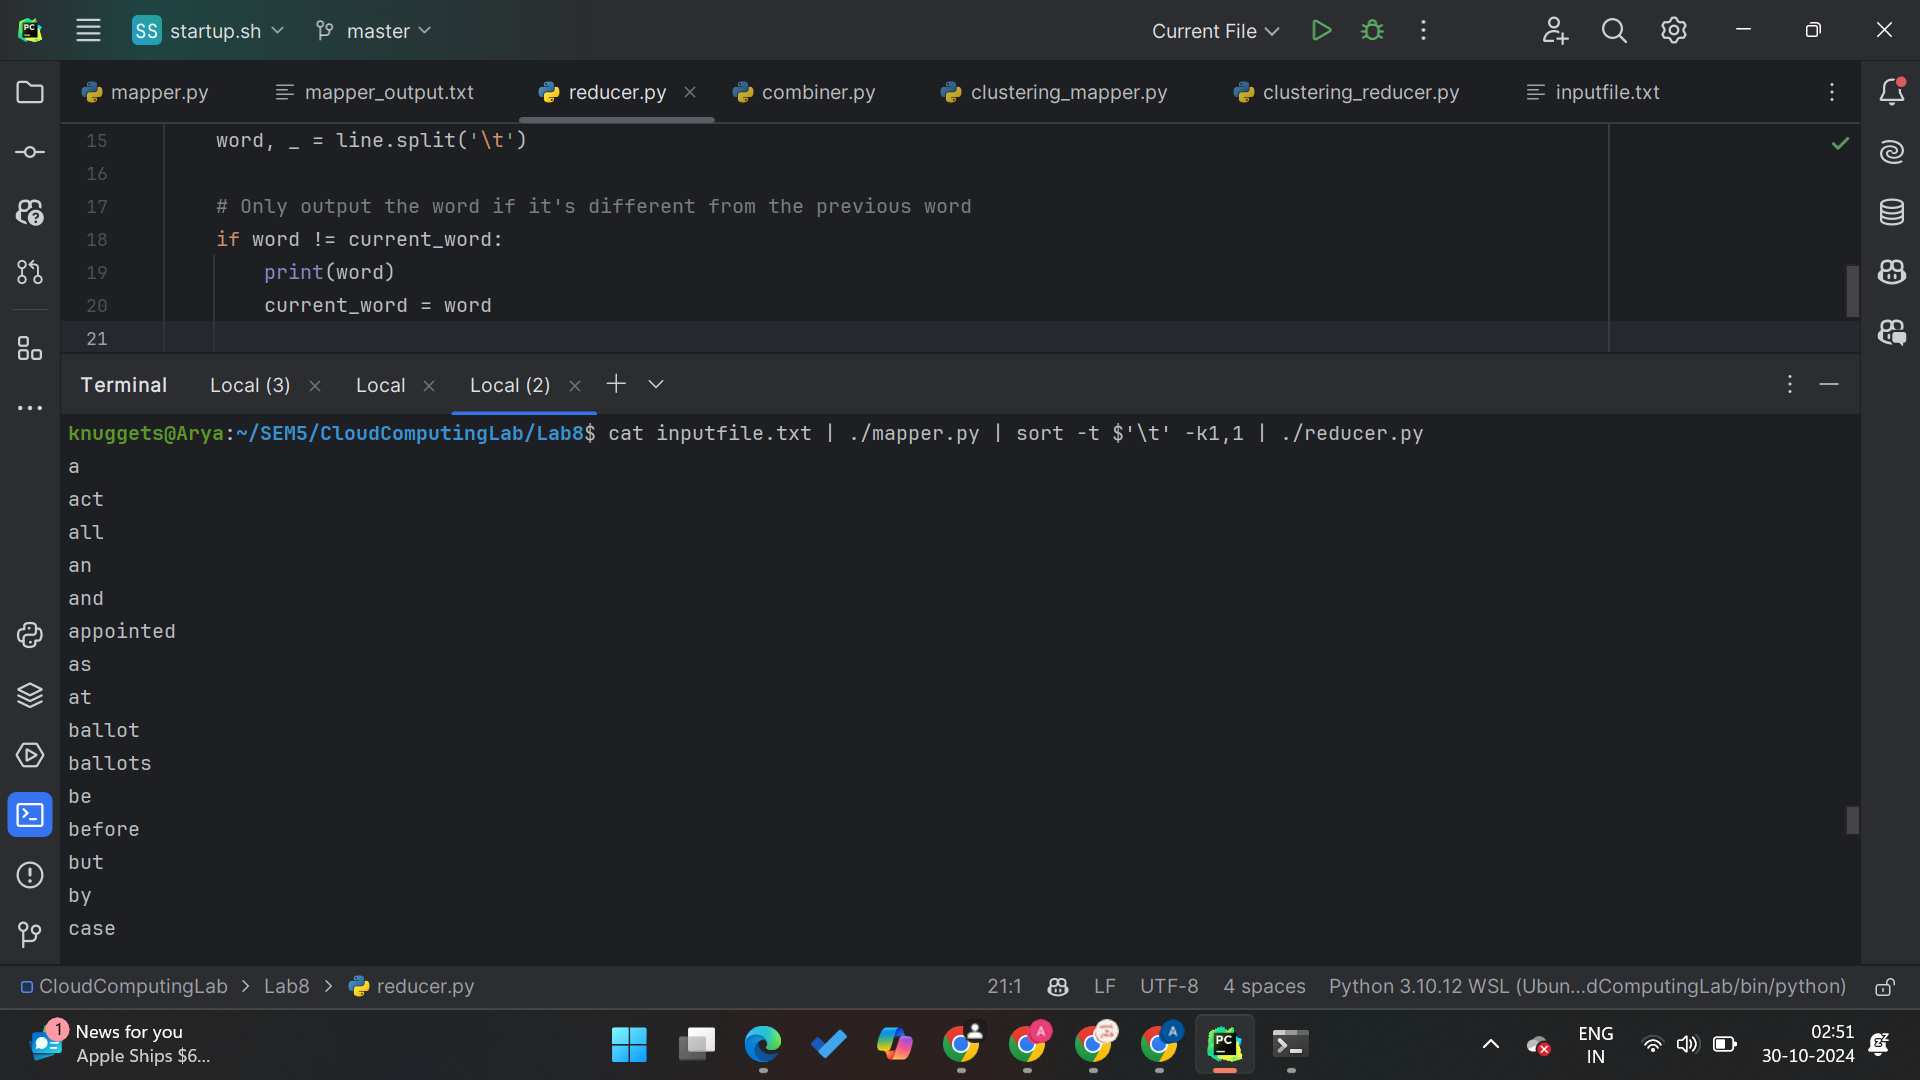 PC
SS startup.sh master Current File
mapper.py mapper_output.txt reducer.py combiner.py clustering_mapper.py clustering_reducer.py inputfile.txt
15 word, _ = line.split('\t')
16
17 # Only output the word if it's different from the previous word
18 if word != current_word:
19 print(word)
20 current_word = word
21
Terminal Local (3) Local Local (2)
knuggets@Arya:~/SEM5/CloudComputingLab/Lab8$ cat inputfile.txt | ./mapper.py | sort -t $'\t' -k1,1 | ./reducer.py
a
act
all
an
and
appointed
as
at
ballot
ballots
be
before
but
by
case
CloudComputingLab > Lab8 > reducer.py 21:1 LF UTF-8 4 spaces Python 3.10.12 WSL (Ubun...dComputingLab/bin/python)
1 News for you
Apple Ships $6...
A
A
PC
ENG
IN
02:51
30-10-2024